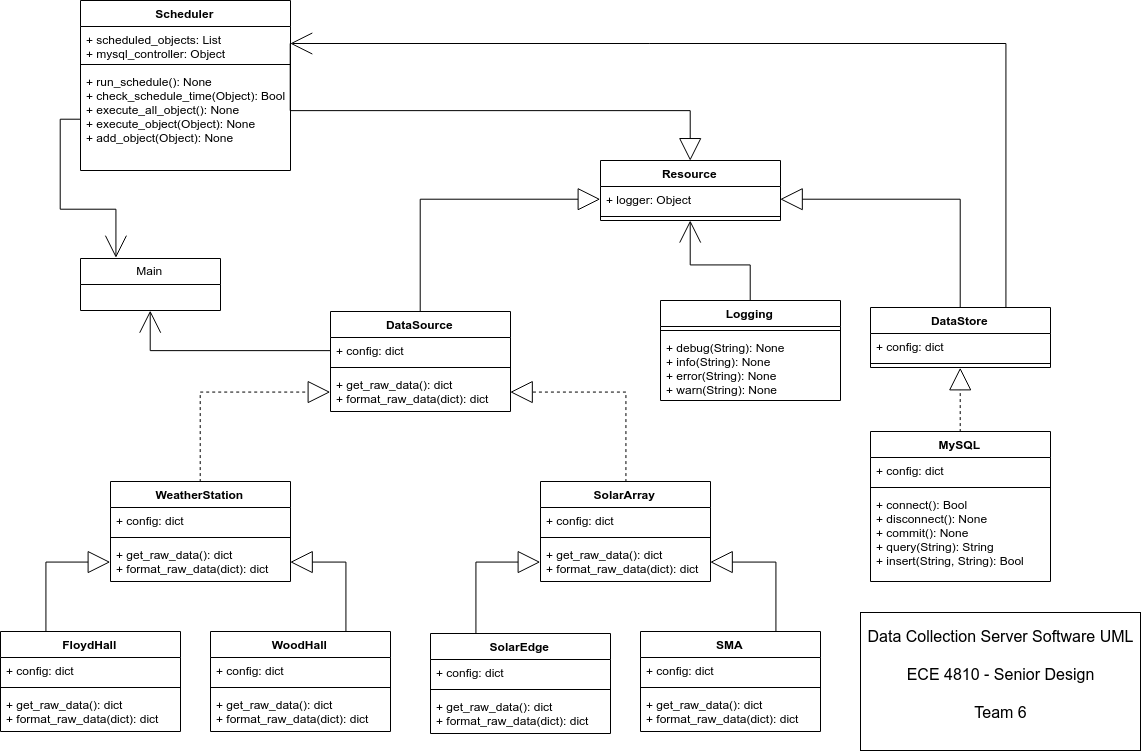 Scheduler
+ scheduled_objects: List
+ mysql_controller: Object
+ run_schedule(): None
+ check_schedule_time(Object): Bool
+ execute_all_object(): None
+ execute_object(Object): None
+ add_object(Object): None
Resource
+ logger: Object
Main
DataSource
+ config: dict
+ get_raw_data(): dict
+ format_raw_data(dict): dict
Logging
+ debug(String): None
+ info(String): None
+ error(String): None
+ warn(String): None
DataStore
+ config: dict
MySQL
+ config: dict
+ connect(): Bool
+ disconnect(): None
+ commit(): None
+ query(String): String
+ insert(String, String): Bool
WeatherStation
+ config: dict
+ get_raw_data(): dict
+ format_raw_data(dict): dict
SolarArray
+ config: dict
+ get_raw_data(): dict
+ format_raw_data(dict): dict
FloydHall
+ config: dict
+ get_raw_data(): dict
+ format_raw_data(dict): dict
WoodHall
+ config: dict
+ get_raw_data(): dict
+ format_raw_data(dict): dict
SolarEdge
+ config: dict
+ get_raw_data(): dict
+ format_raw_data(dict): dict
SMA
+ config: dict
+ get_raw_data(): dict
+ format_raw_data(dict): dict
Data Collection Server Software UML
ECE 4810 - Senior Design
Team 6